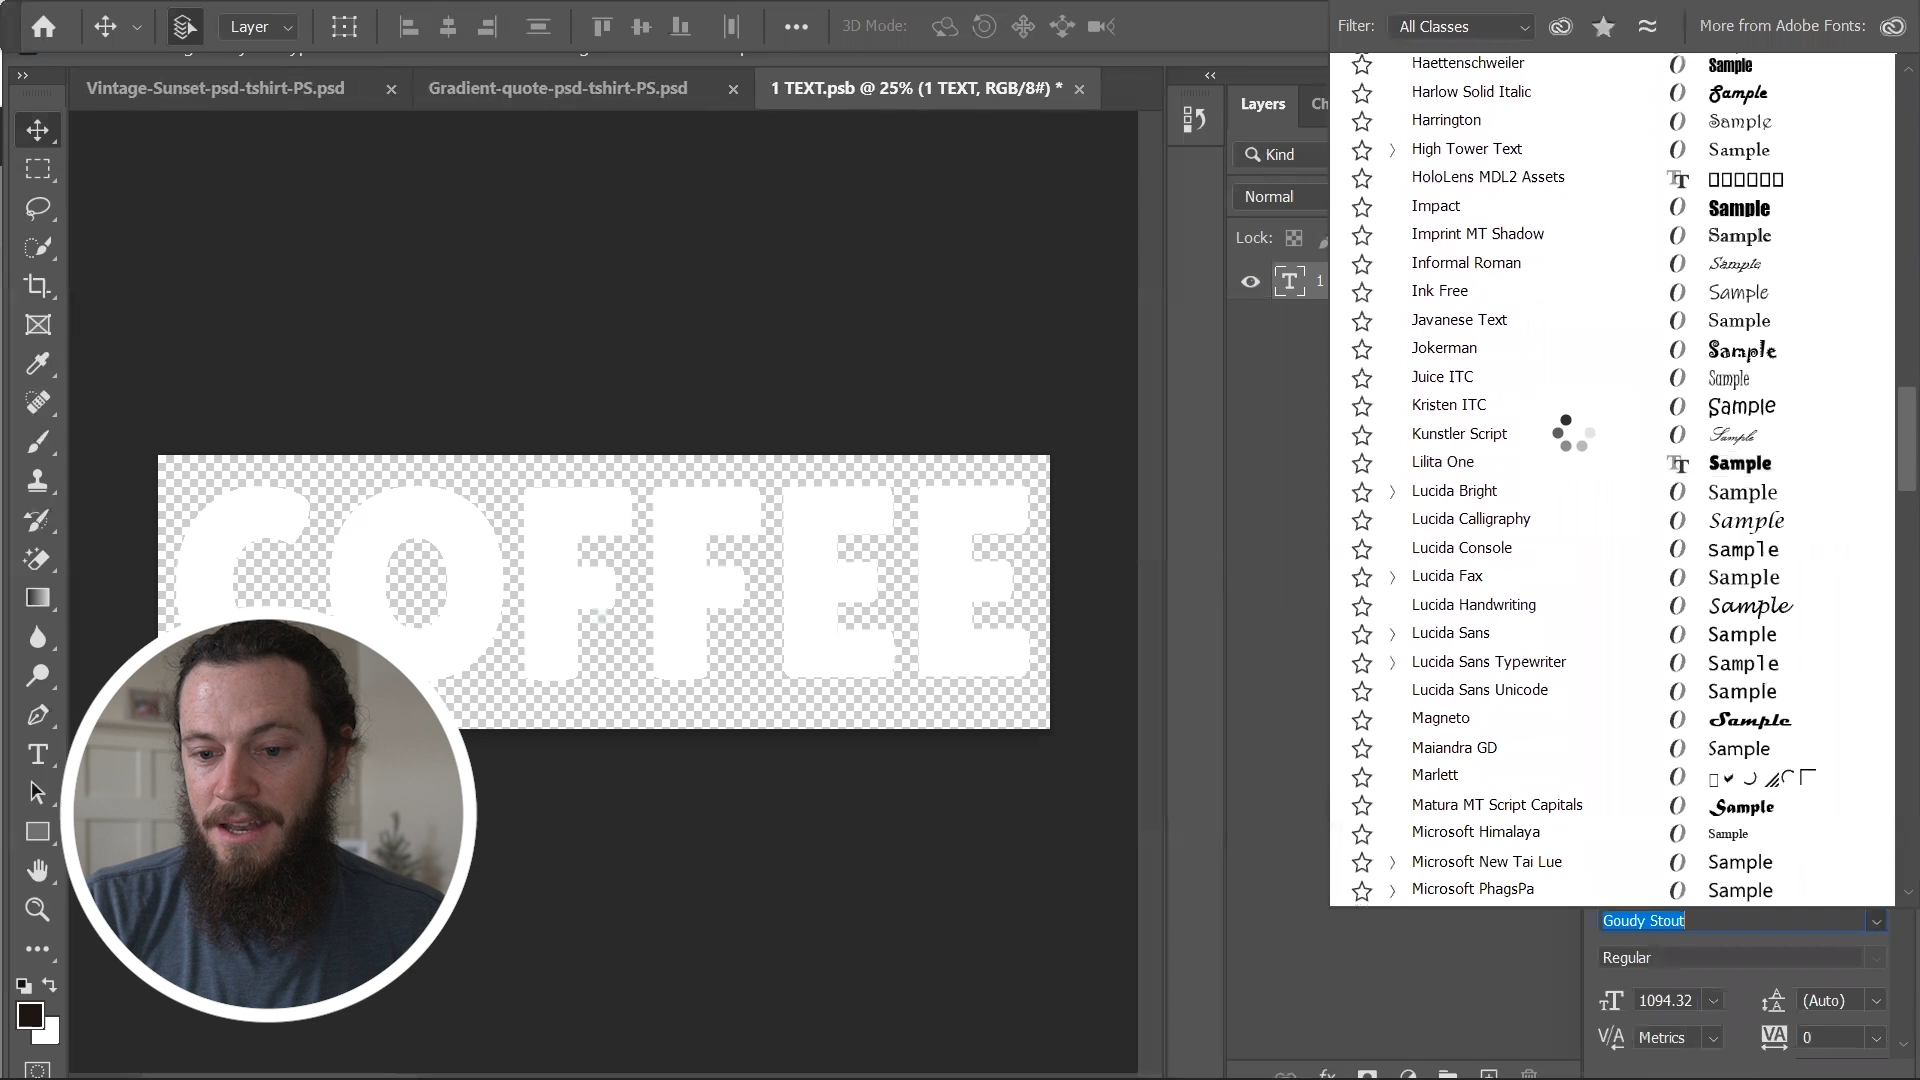 Layer
3D Mode:
Filter:
All Classes
More from Adobe Fonts:
Vintage-Sunset-psd-tshirt-PS.psd
Gradient-quote-psd-tshirt-PS.psd
1 TEXT.psb @ 25% (1 TEXT, RGB/8#) *
Layers
Ch
Kind
Normal
Lock:
T 1
COFFEE
Haettenschweiler Sample
Harlow Solid Italic Sample
Harrington Sample
High Tower Text Sample
HoloLens MDL2 Assets
Impact Sample
Imprint MT Shadow Sample
Informal Roman Sample
Ink Free Sample
Javanese Text Sample
Jokerman Sample
Juice ITC Sample
Kristen ITC Sample
Kunstler Script Sample
Lilita One Sample
Lucida Bright Sample
Lucida Calligraphy Sample
Lucida Console Sample
Lucida Fax Sample
Lucida Handwriting Sample
Lucida Sans Sample
Lucida Sans Typewriter Sample
Lucida Sans Unicode Sample
Magneto Sample
Maiandra GD Sample
Marlett
Matura MT Script Capitals Sample
Microsoft Himalaya Sample
Microsoft New Tai Lue Sample
Microsoft PhagsPa Sample
Goudy Stout
Regular
1094.32
(Auto)
Metrics
0